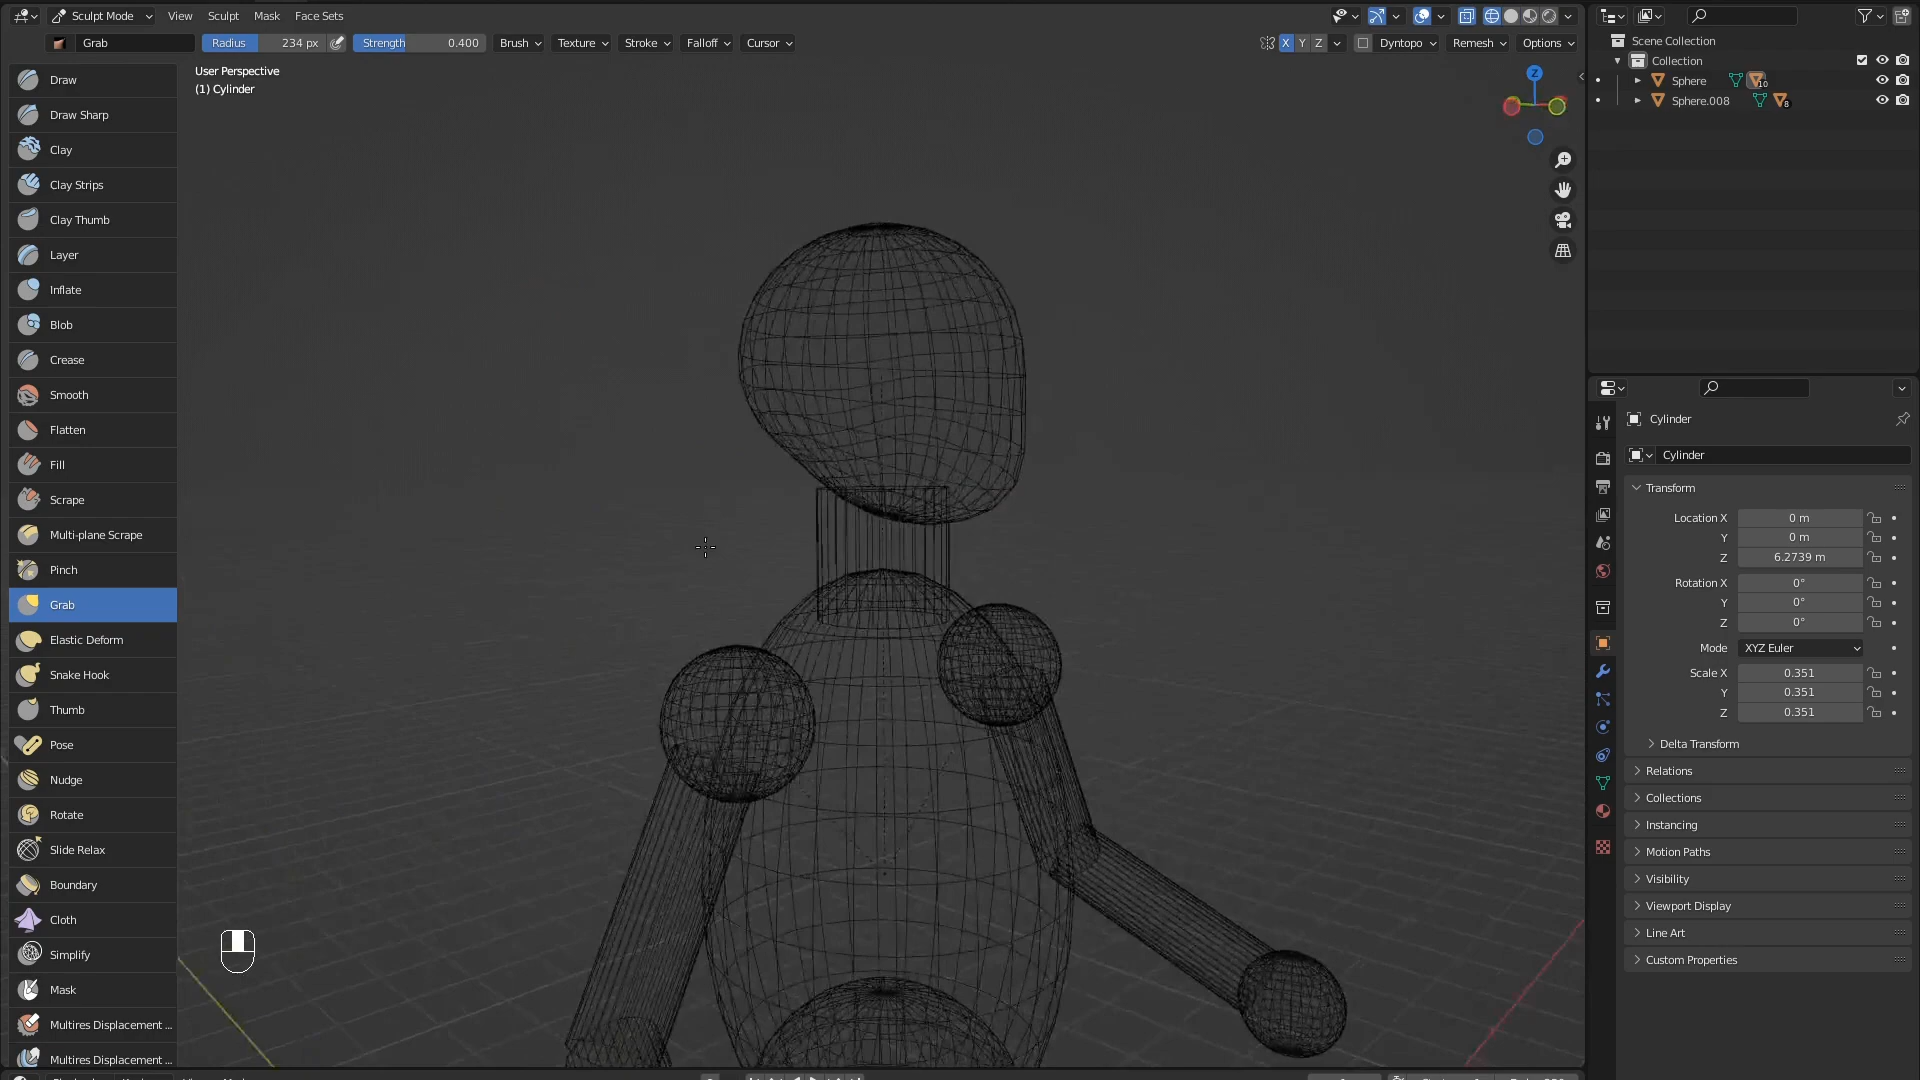 Sculpt Mode View Sculpt Mask Face Sets
Grab Radius 234 px Strength 0.400 Brush Texture Stroke Falloff Cursor X Y Z Dyntopo Remesh Options
User Perspective
(1) Cylinder
Z
Draw
Draw Sharp
Clay
Clay Strips
Clay Thumb
Layer
Inflate
Blob
Crease
Smooth
Flatten
Fill
Scrape
Multi-plane Scrape
Pinch
Grab
Elastic Deform
Snake Hook
Thumb
Pose
Nudge
Rotate
Slide Relax
Boundary
Cloth
Simplify
Mask
Multires Displacement ...
Multires Displacement ...
Scene Collection
Collection
Sphere 10
Sphere.008 8
Cylinder
Cylinder
Transform
Location X 0 m
Y 0 m
Z 6.2739 m
Rotation X 0°
Y 0°
Z 0°
Mode XYZ Euler
Scale X 0.351
Y 0.351
Z 0.351
Delta Transform
Relations
Collections
Instancing
Motion Paths
Visibility
Viewport Display
Line Art
Custom Properties